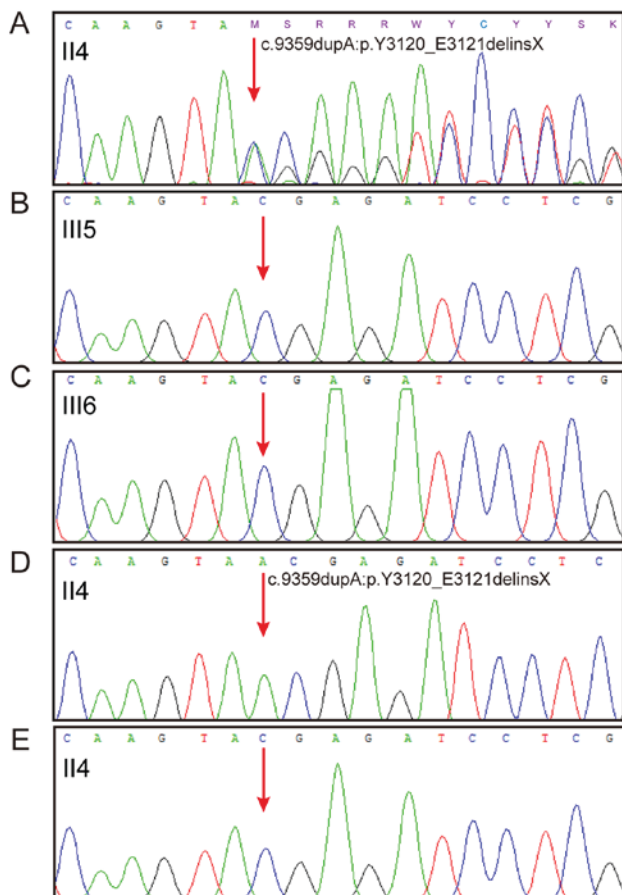 A
C A A G T A M S R R R W Y C Y Y S K
II4
c.9359dupA:p.Y3120_E3121delinsX
B
C A A G T A C G A G A T C C T C G
III5
C
C A A G T A C G A G A T C C T C G
III6
D
C A A G T A A C G A G A T C C T C
c.9359dupA:p.Y3120_E3121delinsX
II4
E
C A A G T A C G A G A T C C T C G
II4